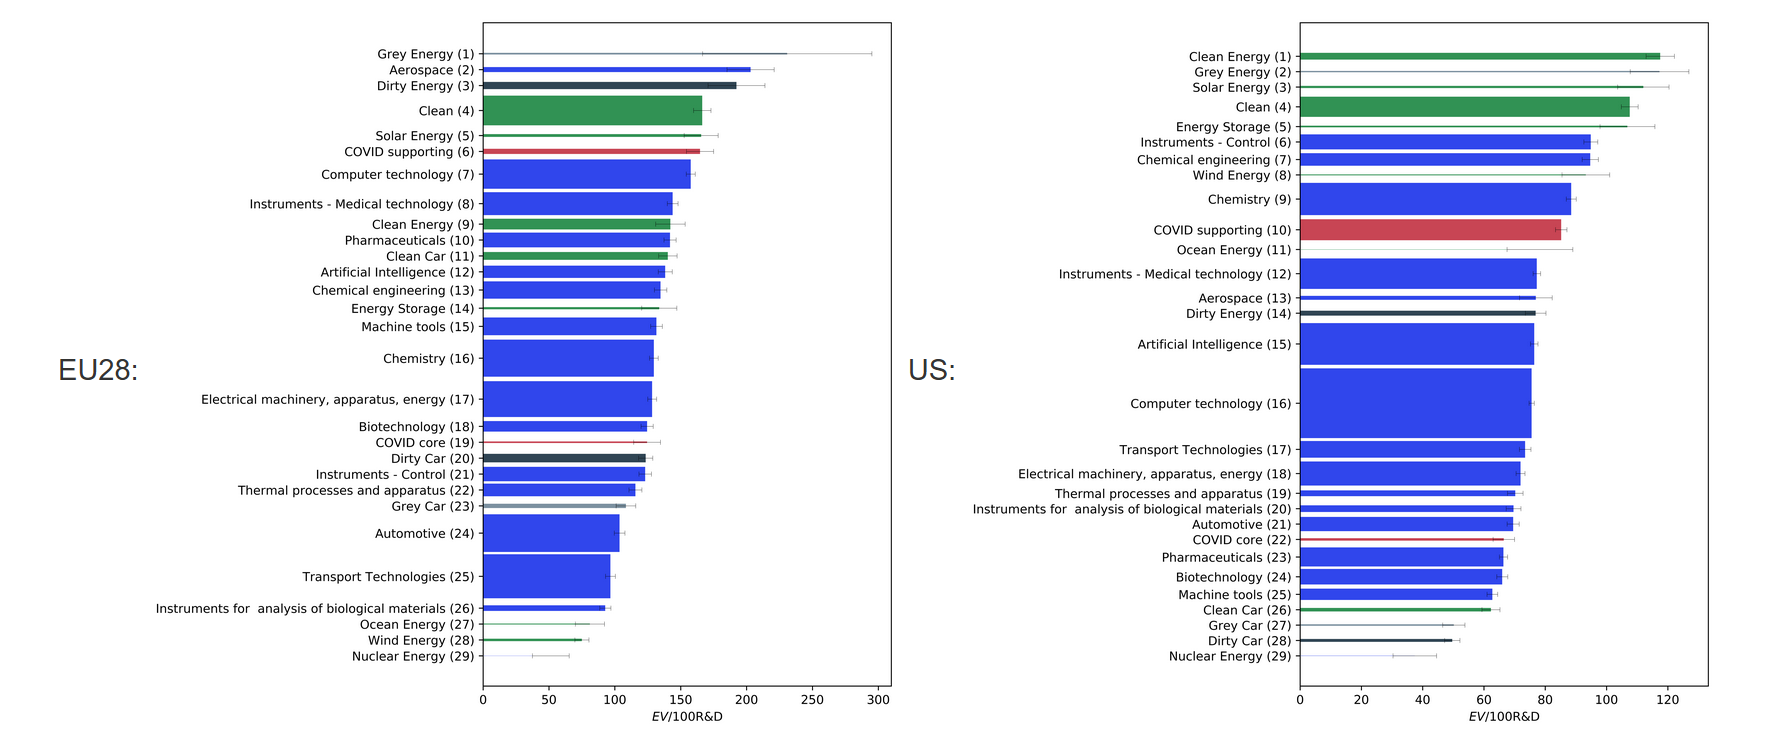 EU28:
Grey Energy (1)
Aerospace (2)
Dirty Energy (3)
Clean (4)
Solar Energy (5)
COVID supporting (6)
Computer technology (7)
Instruments - Medical technology (8)
Clean Energy (9)
Pharmaceuticals (10)
Clean Car (11)
Artificial Intelligence (12)
Chemical engineering (13)
Energy Storage (14)
Machine tools (15)
Chemistry (16)
Electrical machinery, apparatus, energy (17)
Biotechnology (18)
COVID core (19)
Dirty Car (20)
Instruments - Control (21)
Thermal processes and apparatus (22)
Grey Car (23)
Automotive (24)
Transport Technologies (25)
Instruments for  analysis of biological materials (26)
Ocean Energy (27)
Wind Energy (28)
Nuclear Energy (29)
0 50 100 150 200 250 300
EV/100R&D
US:
Clean Energy (1)
Grey Energy (2)
Solar Energy (3)
Clean (4)
Energy Storage (5)
Instruments - Control (6)
Chemical engineering (7)
Wind Energy (8)
Chemistry (9)
COVID supporting (10)
Ocean Energy (11)
Instruments - Medical technology (12)
Aerospace (13)
Dirty Energy (14)
Artificial Intelligence (15)
Computer technology (16)
Transport Technologies (17)
Electrical machinery, apparatus, energy (18)
Thermal processes and apparatus (19)
Instruments for  analysis of biological materials (20)
Automotive (21)
COVID core (22)
Pharmaceuticals (23)
Biotechnology (24)
Machine tools (25)
Clean Car (26)
Grey Car (27)
Dirty Car (28)
Nuclear Energy (29)
0 20 40 60 80 100 120
EV/100R&D